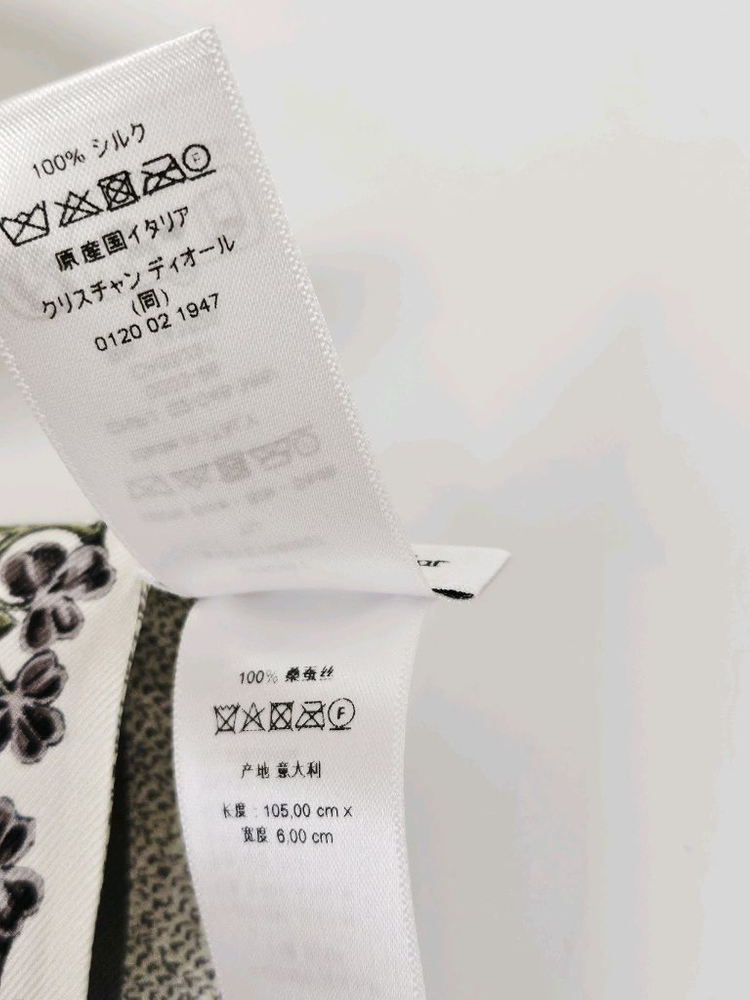 100% シルク
F
原産国イタリア
クリスチャン ディオール
(同)
0120 02 1947
100% 桑蚕丝
F
产地 意大利
长度 : 105,00 cm x
宽度 6,00 cm